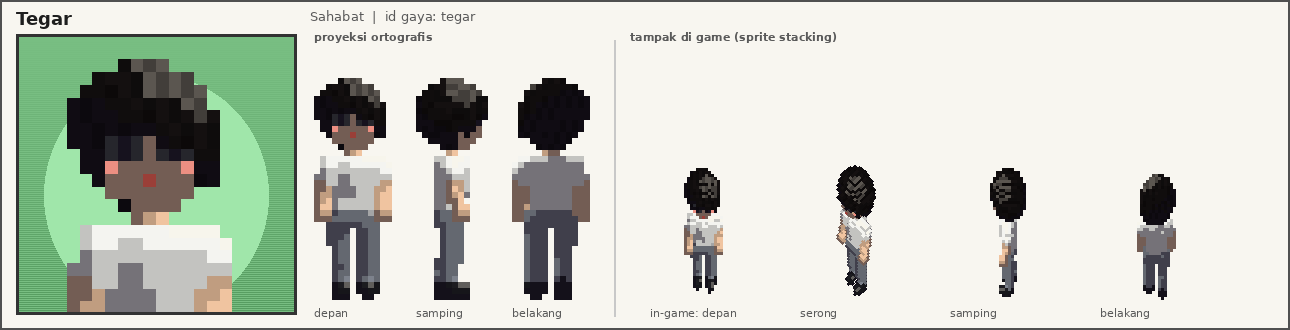 Tegar
Sahabat | id gaya: tegar
proyeksi ortografis
tampak di game (sprite stacking)
depan
samping
belakang
in-game: depan
serong
samping
belakang